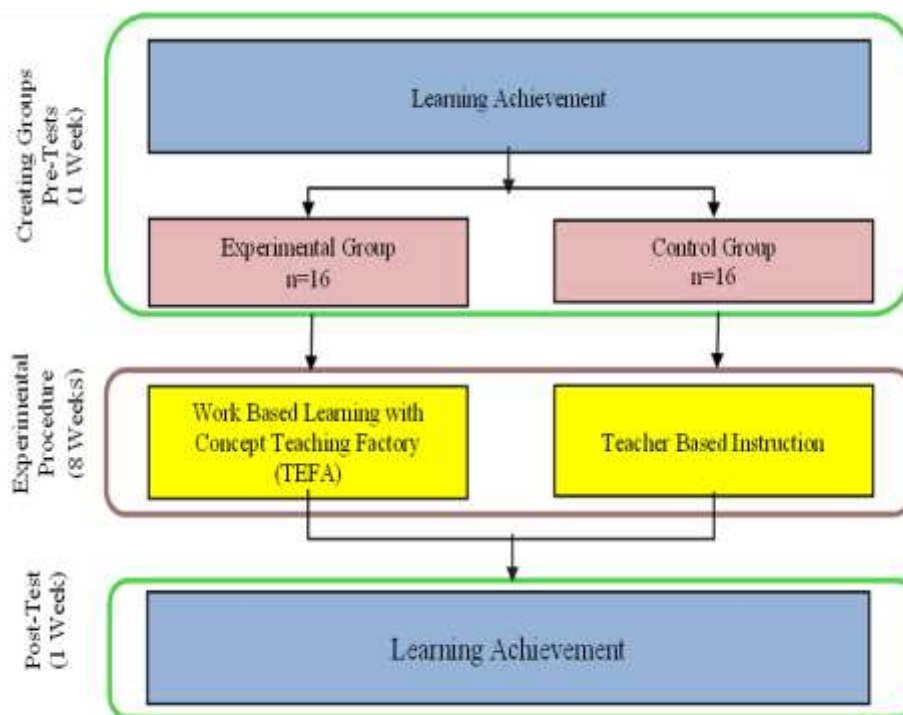 Creating Groups
Pre-Tests
(1 Week)
Learning Achievement
Experimental Group
n=16
Control Group
n=16
Experimental
Procedure
(8 Weeks)
Work Based Learning with
Concept Teaching Factory
(TEFA)
Teacher Based Instruction
Post-Test
(1 Week)
Learning Achievement